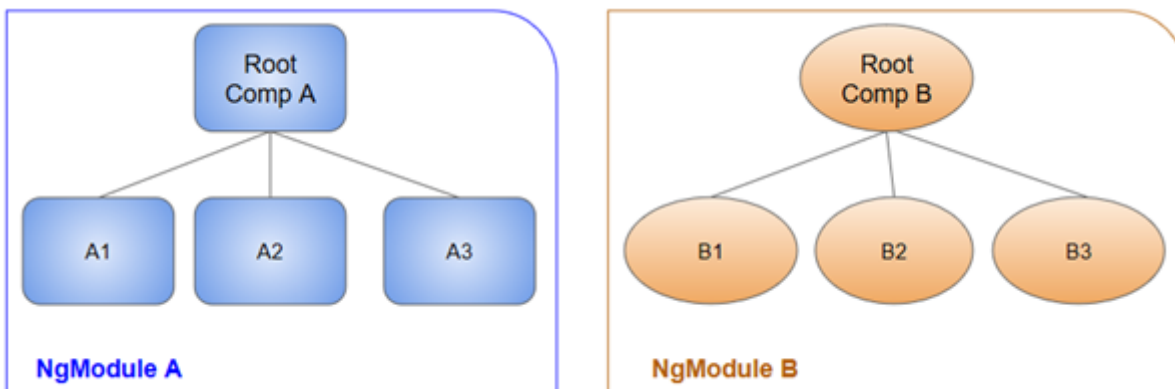 Root
Comp A
A1
A2
A3
NgModule A
Root
Comp B
B1
B2
B3
NgModule B